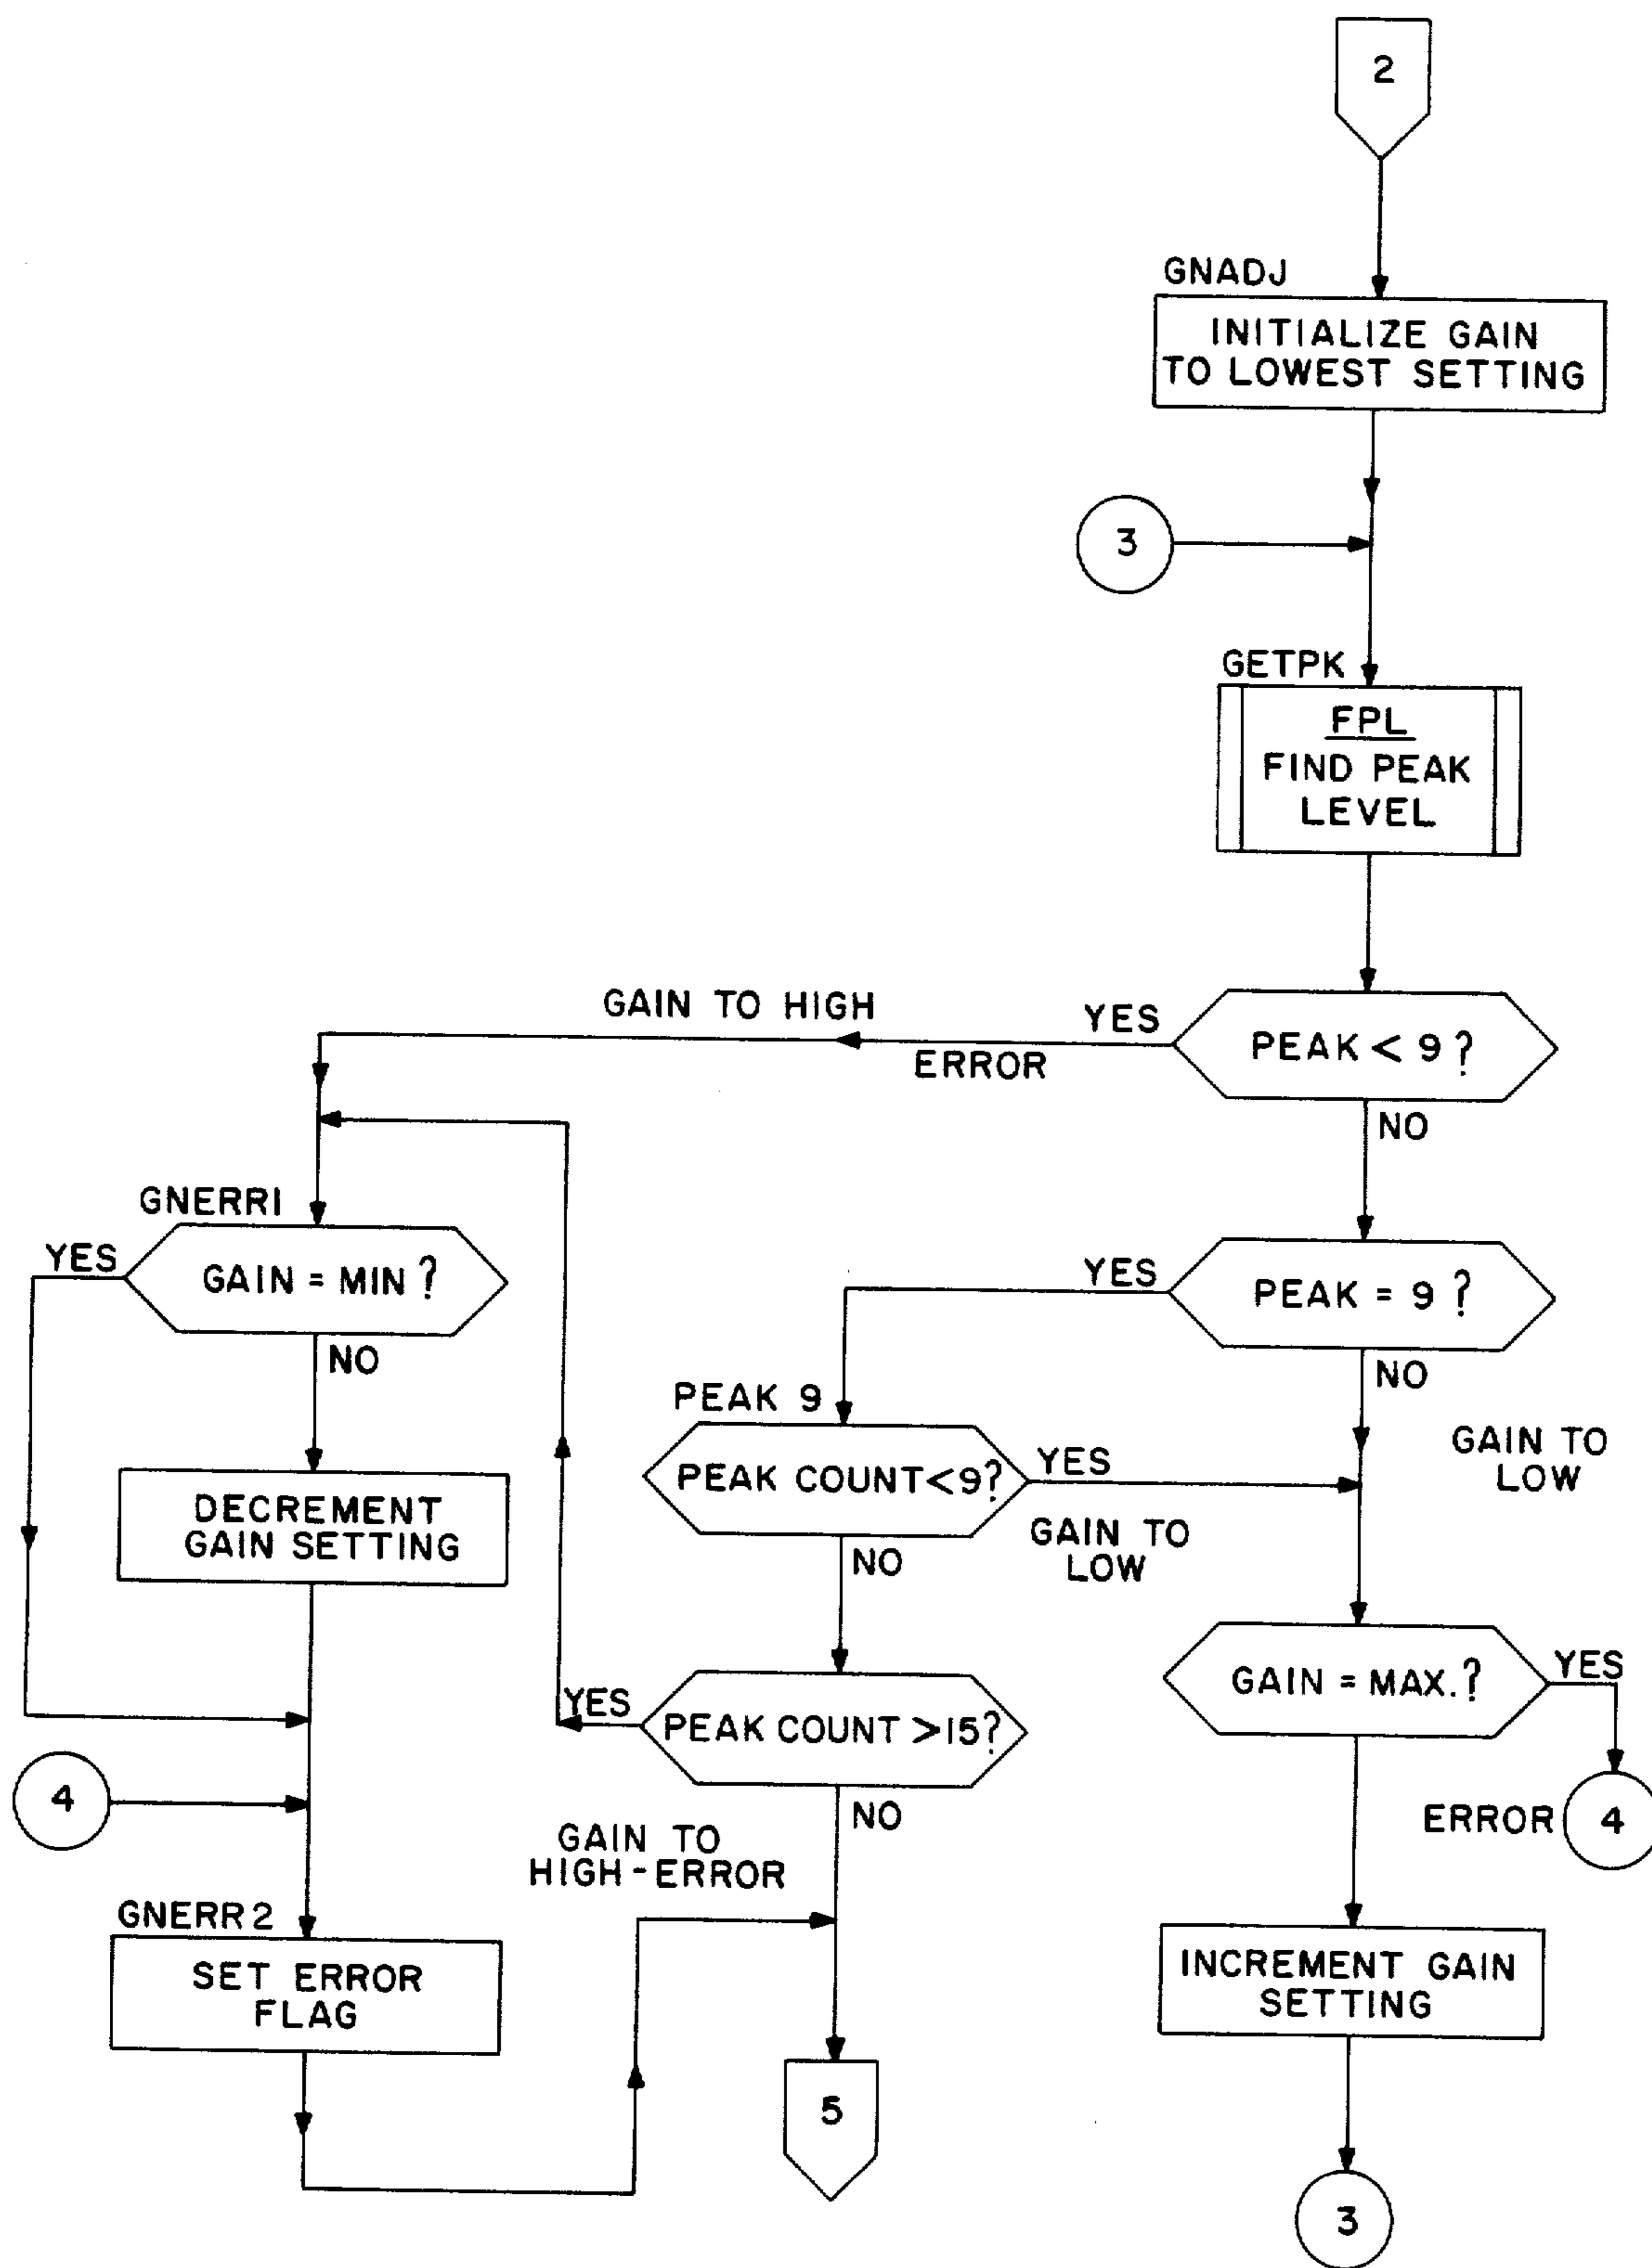 2
GNADJ
INITIALIZE GAIN
TO LOWEST SETTING
3
GETPK
FPL
FIND PEAK
LEVEL
GAIN TO HIGH
ERROR
YES
PEAK < 9 ?
NO
GNERR1
YES
GAIN = MIN ?
NO
YES
PEAK = 9 ?
NO
PEAK 9
PEAK COUNT<9?
YES
GAIN TO
LOW
GAIN TO
LOW
NO
DECREMENT
GAIN SETTING
YES
PEAK COUNT >15?
NO
GAIN = MAX.?
YES
4
ERROR
4
GAIN TO
HIGH-ERROR
GNERR2
SET ERROR
FLAG
INCREMENT GAIN
SETTING
5
3